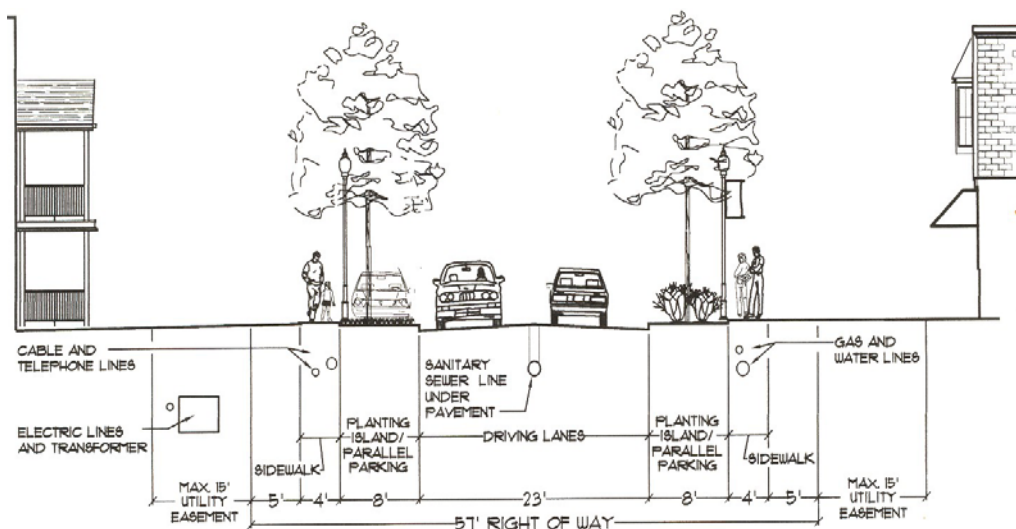 CABLE AND
TELEPHONE LINES
ELECTRIC LINES
AND TRANSFORMER
SANITARY
SEWER LINE
UNDER
PAVEMENT
GAS AND
WATER LINES
SIDEWALK
PLANTING
ISLAND/
PARALLEL
PARKING
DRIVING LANES
PLANTING
ISLAND/
PARALLEL
PARKING
SIDEWALK
MAX. 15'
UTILITY
EASEMENT
5' 4' 8' 23' 8' 4' 5'
MAX. 15'
UTILITY
EASEMENT
57' RIGHT OF WAY